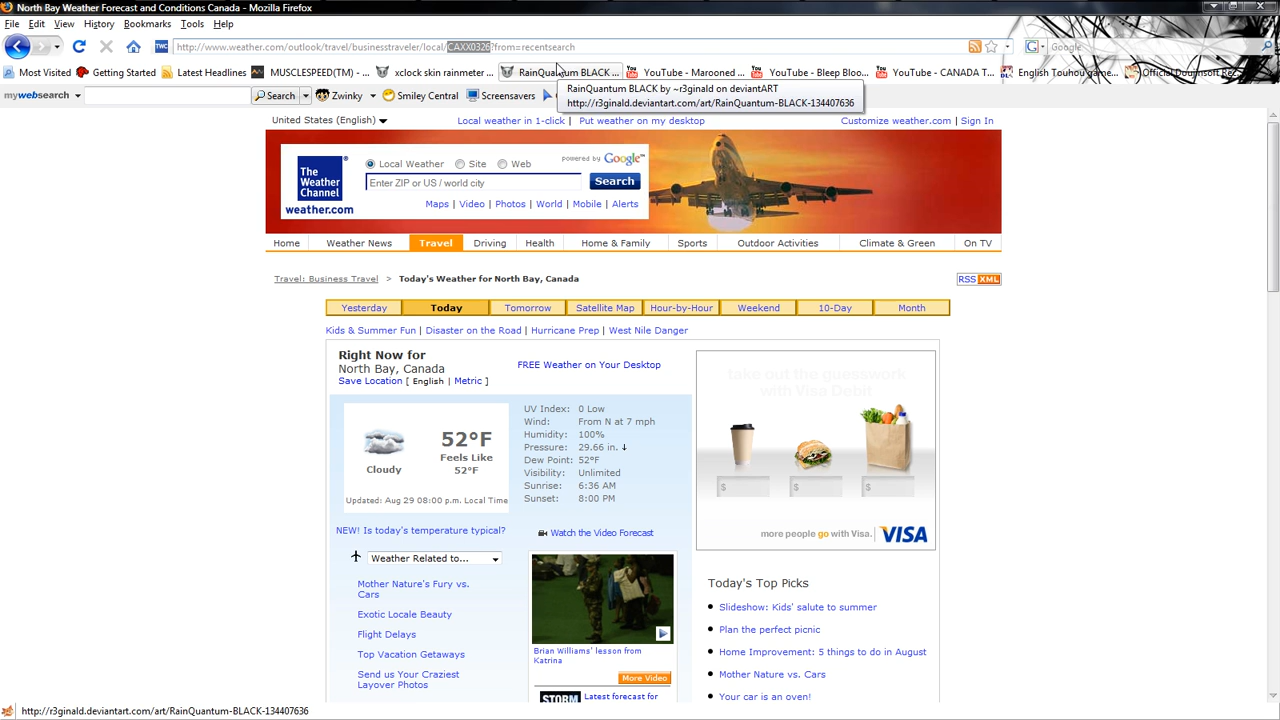 North Bay Weather Forecast and Conditions Canada - Mozilla Firefox
File Edit View History Bookmarks Tools Help
TWC http://www.weather.com/outlook/travel/businesstraveler/local/CAXX0326?from=recentsearch Google
Most Visited Getting Started Latest Headlines MUSCLESPEED(TM) - ... xclock skin rainmeter ... RainQuantum BLACK ... YouTube - Marooned ... YouTube - Bleep Bloo... YouTube - CANADA T... English Touhou game... Official Douginsoft Rez...
RainQuantum BLACK by ~r3ginald on deviantART
http://r3ginald.deviantart.com/art/RainQuantum-BLACK-134407636
mywebsearch Search Zwinky Smiley Central Screensavers
United States (English) Local weather in 1-click | Put weather on my desktop Customize weather.com | Sign In
The Weather Channel
weather.com
Local Weather Site Web powered by Google™
Enter ZIP or US / world city Search
Maps | Video | Photos | World | Mobile | Alerts
Home Weather News Travel Driving Health Home & Family Sports Outdoor Activities Climate & Green On TV
Travel: Business Travel > Today's Weather for North Bay, Canada RSS XML
Yesterday Today Tomorrow Satellite Map Hour-by-Hour Weekend 10-Day Month
Kids & Summer Fun | Disaster on the Road | Hurricane Prep | West Nile Danger
Right Now for
North Bay, Canada
Save Location [ English | Metric ]
FREE Weather on Your Desktop
52°F
Feels Like
52°F
Cloudy
Updated: Aug 29 08:00 p.m. Local Time
UV Index: 0 Low
Wind: From N at 7 mph
Humidity: 100%
Pressure: 29.66 in. ↓
Dew Point: 52°F
Visibility: Unlimited
Sunrise: 6:36 AM
Sunset: 8:00 PM
NEW! Is today's temperature typical?
Watch the Video Forecast
Weather Related to...
Mother Nature's Fury vs.
Cars
Exotic Locale Beauty
Flight Delays
Top Vacation Getaways
Send us Your Craziest
Layover Photos
Brian Williams' lesson from
Katrina
More Video
STORM Latest forecast for
take out the guesswork
with Visa Debit
$ $ $
more people go with Visa. VISA
Today's Top Picks
Slideshow: Kids' salute to summer
Plan the perfect picnic
Home Improvement: 5 things to do in August
Mother Nature vs. Cars
Your car is an oven!
http://r3ginald.deviantart.com/art/RainQuantum-BLACK-134407636